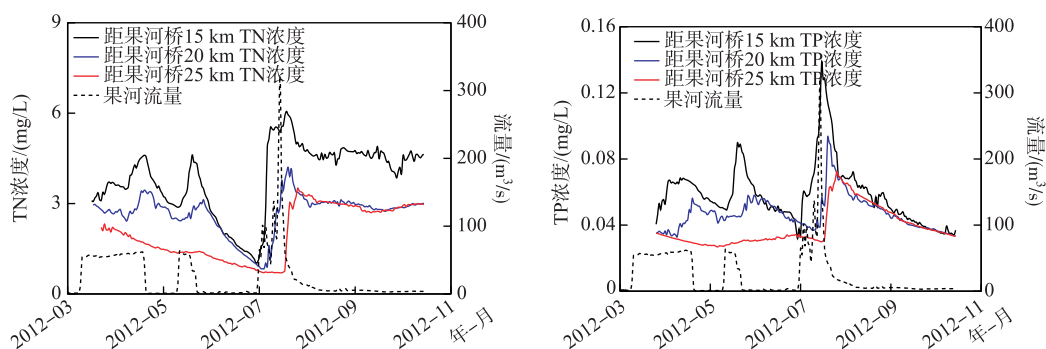 9
6
3
0
TN浓度/(mg/L)
400
300
200
100
0
流量/(m³/s)
距果河桥15 km TN浓度
距果河桥20 km TN浓度
距果河桥25 km TN浓度
果河流量
2012–03
2012–05
2012–07
2012–09
2012–11
年–月
0.16
0.12
0.08
0.04
0
TP浓度/(mg/L)
400
300
200
100
0
流量/(m³/s)
距果河桥15 km TP浓度
距果河桥20 km TP浓度
距果河桥25 km TP浓度
果河流量
2012–03
2012–05
2012–07
2012–09
2012–11
年–月